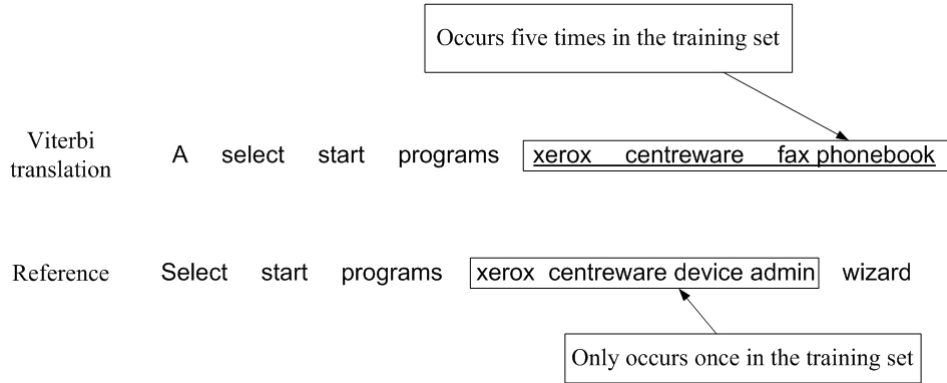 Occurs five times in the training set
Viterbi
translation
A select start programs xerox centreware fax phonebook
Reference
Select start programs xerox centreware device admin wizard
Only occurs once in the training set